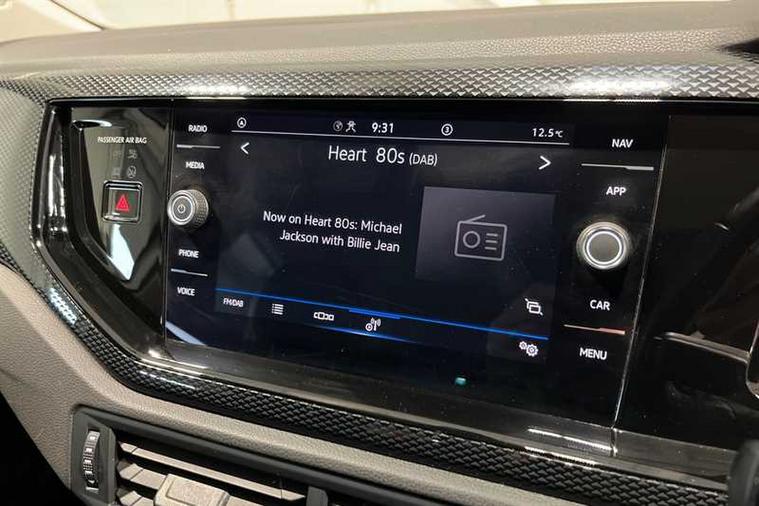 PASSENGER AIR BAG
RADIO
MEDIA
PHONE
VOICE
9:31
3
12.5°C
Heart 80s (DAB)
Now on Heart 80s: Michael
Jackson with Billie Jean
FM/DAB
NAV
APP
CAR
MENU